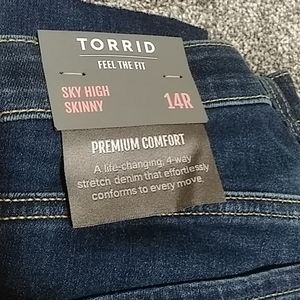 TORRID
FEEL THE FIT
SKY HIGH
SKINNY
14R
PREMIUM COMFORT
A life-changing, 4-way
stretch denim that effortlessly
conforms to every move.